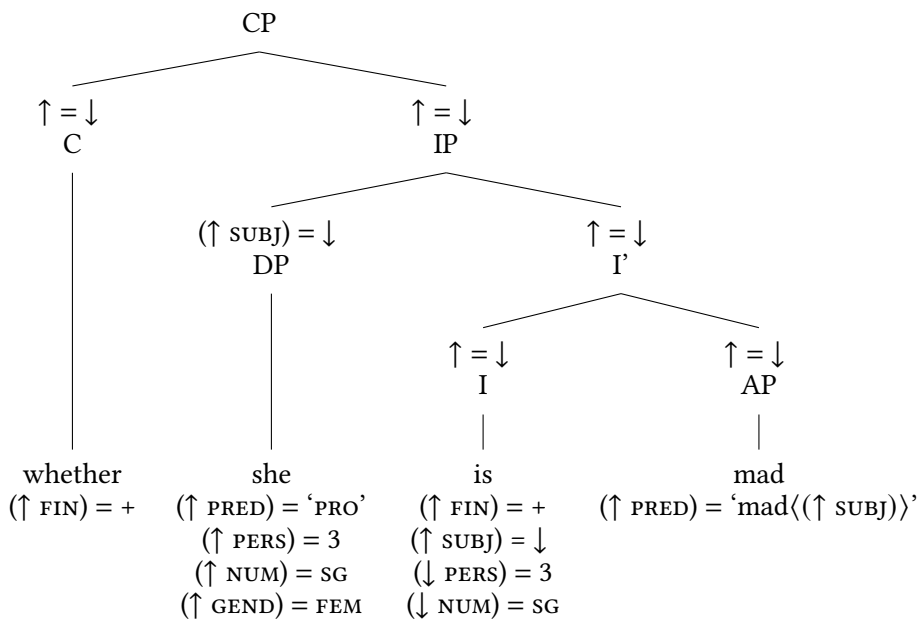 CP
↑ = ↓ ↑ = ↓
C IP
(↑ SUBJ) = ↓ ↑ = ↓
DP I’
↑ = ↓ ↑ = ↓
I AP
whether she is mad
(↑ FIN) = + (↑ PRED) = ‘PRO’ (↑ FIN) = + (↑ PRED) = ‘mad⟨(↑ SUBJ)⟩’
(↑ PERS) = 3 (↑ SUBJ) = ↓
(↑ NUM) = SG (↓ PERS) = 3
(↑ GEND) = FEM (↓ NUM) = SG